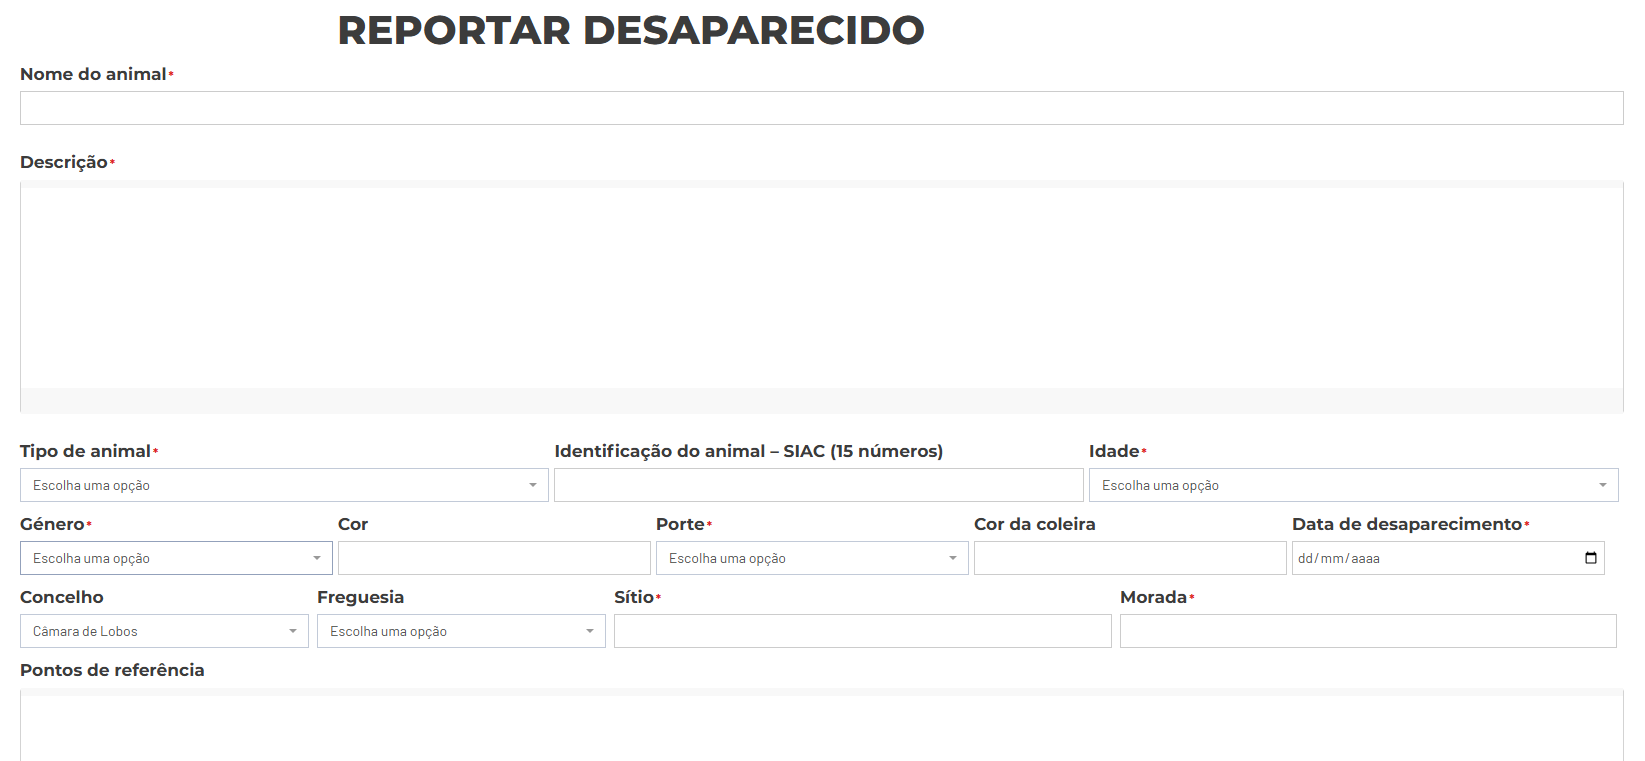 REPORTAR DESAPARECIDO
Nome do animal*
Descrição*
Tipo de animal* Identificação do animal – SIAC (15 números) Idade*
Escolha uma opção Escolha uma opção
Género* Cor Porte* Cor da coleira Data de desaparecimento*
Escolha uma opção Escolha uma opção dd/mm/aaaa
Concelho Freguesia Sítio* Morada*
Câmara de Lobos Escolha uma opção
Pontos de referência